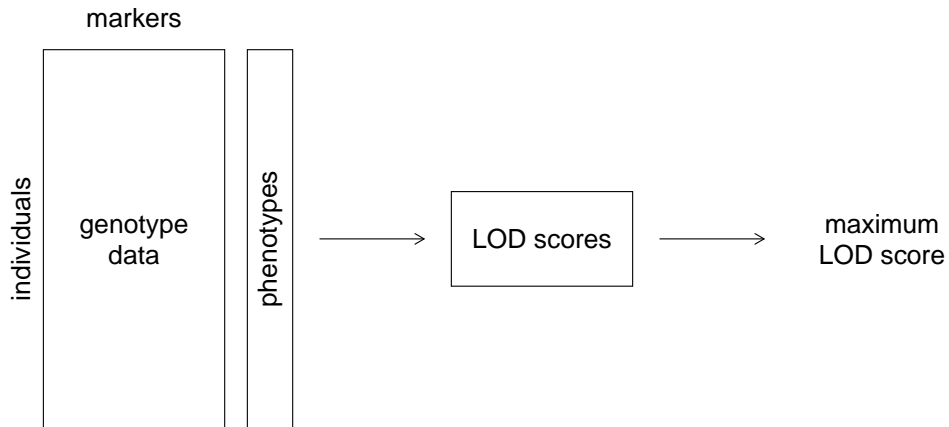 markers
individuals
genotype
data
phenotypes
LOD scores
maximum
LOD score